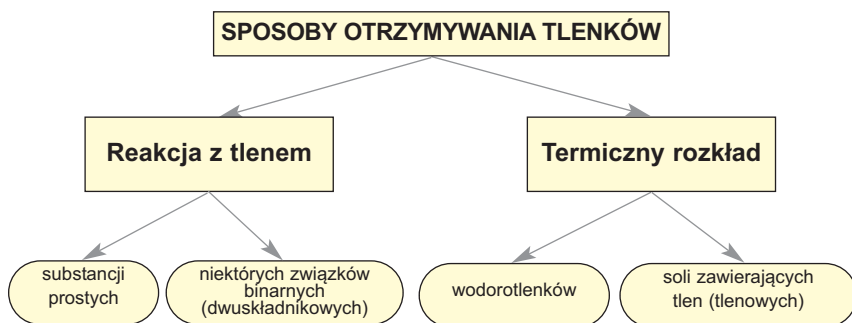 SPOSOBY OTRZYMYWANIA TLENKÓW
Reakcja z tlenem
Termiczny rozkład
substancji
prostych
niektórych związków
binarnych
(dwuskładnikowych)
wodorotlenków
soli zawierających
tlen (tlenowych)